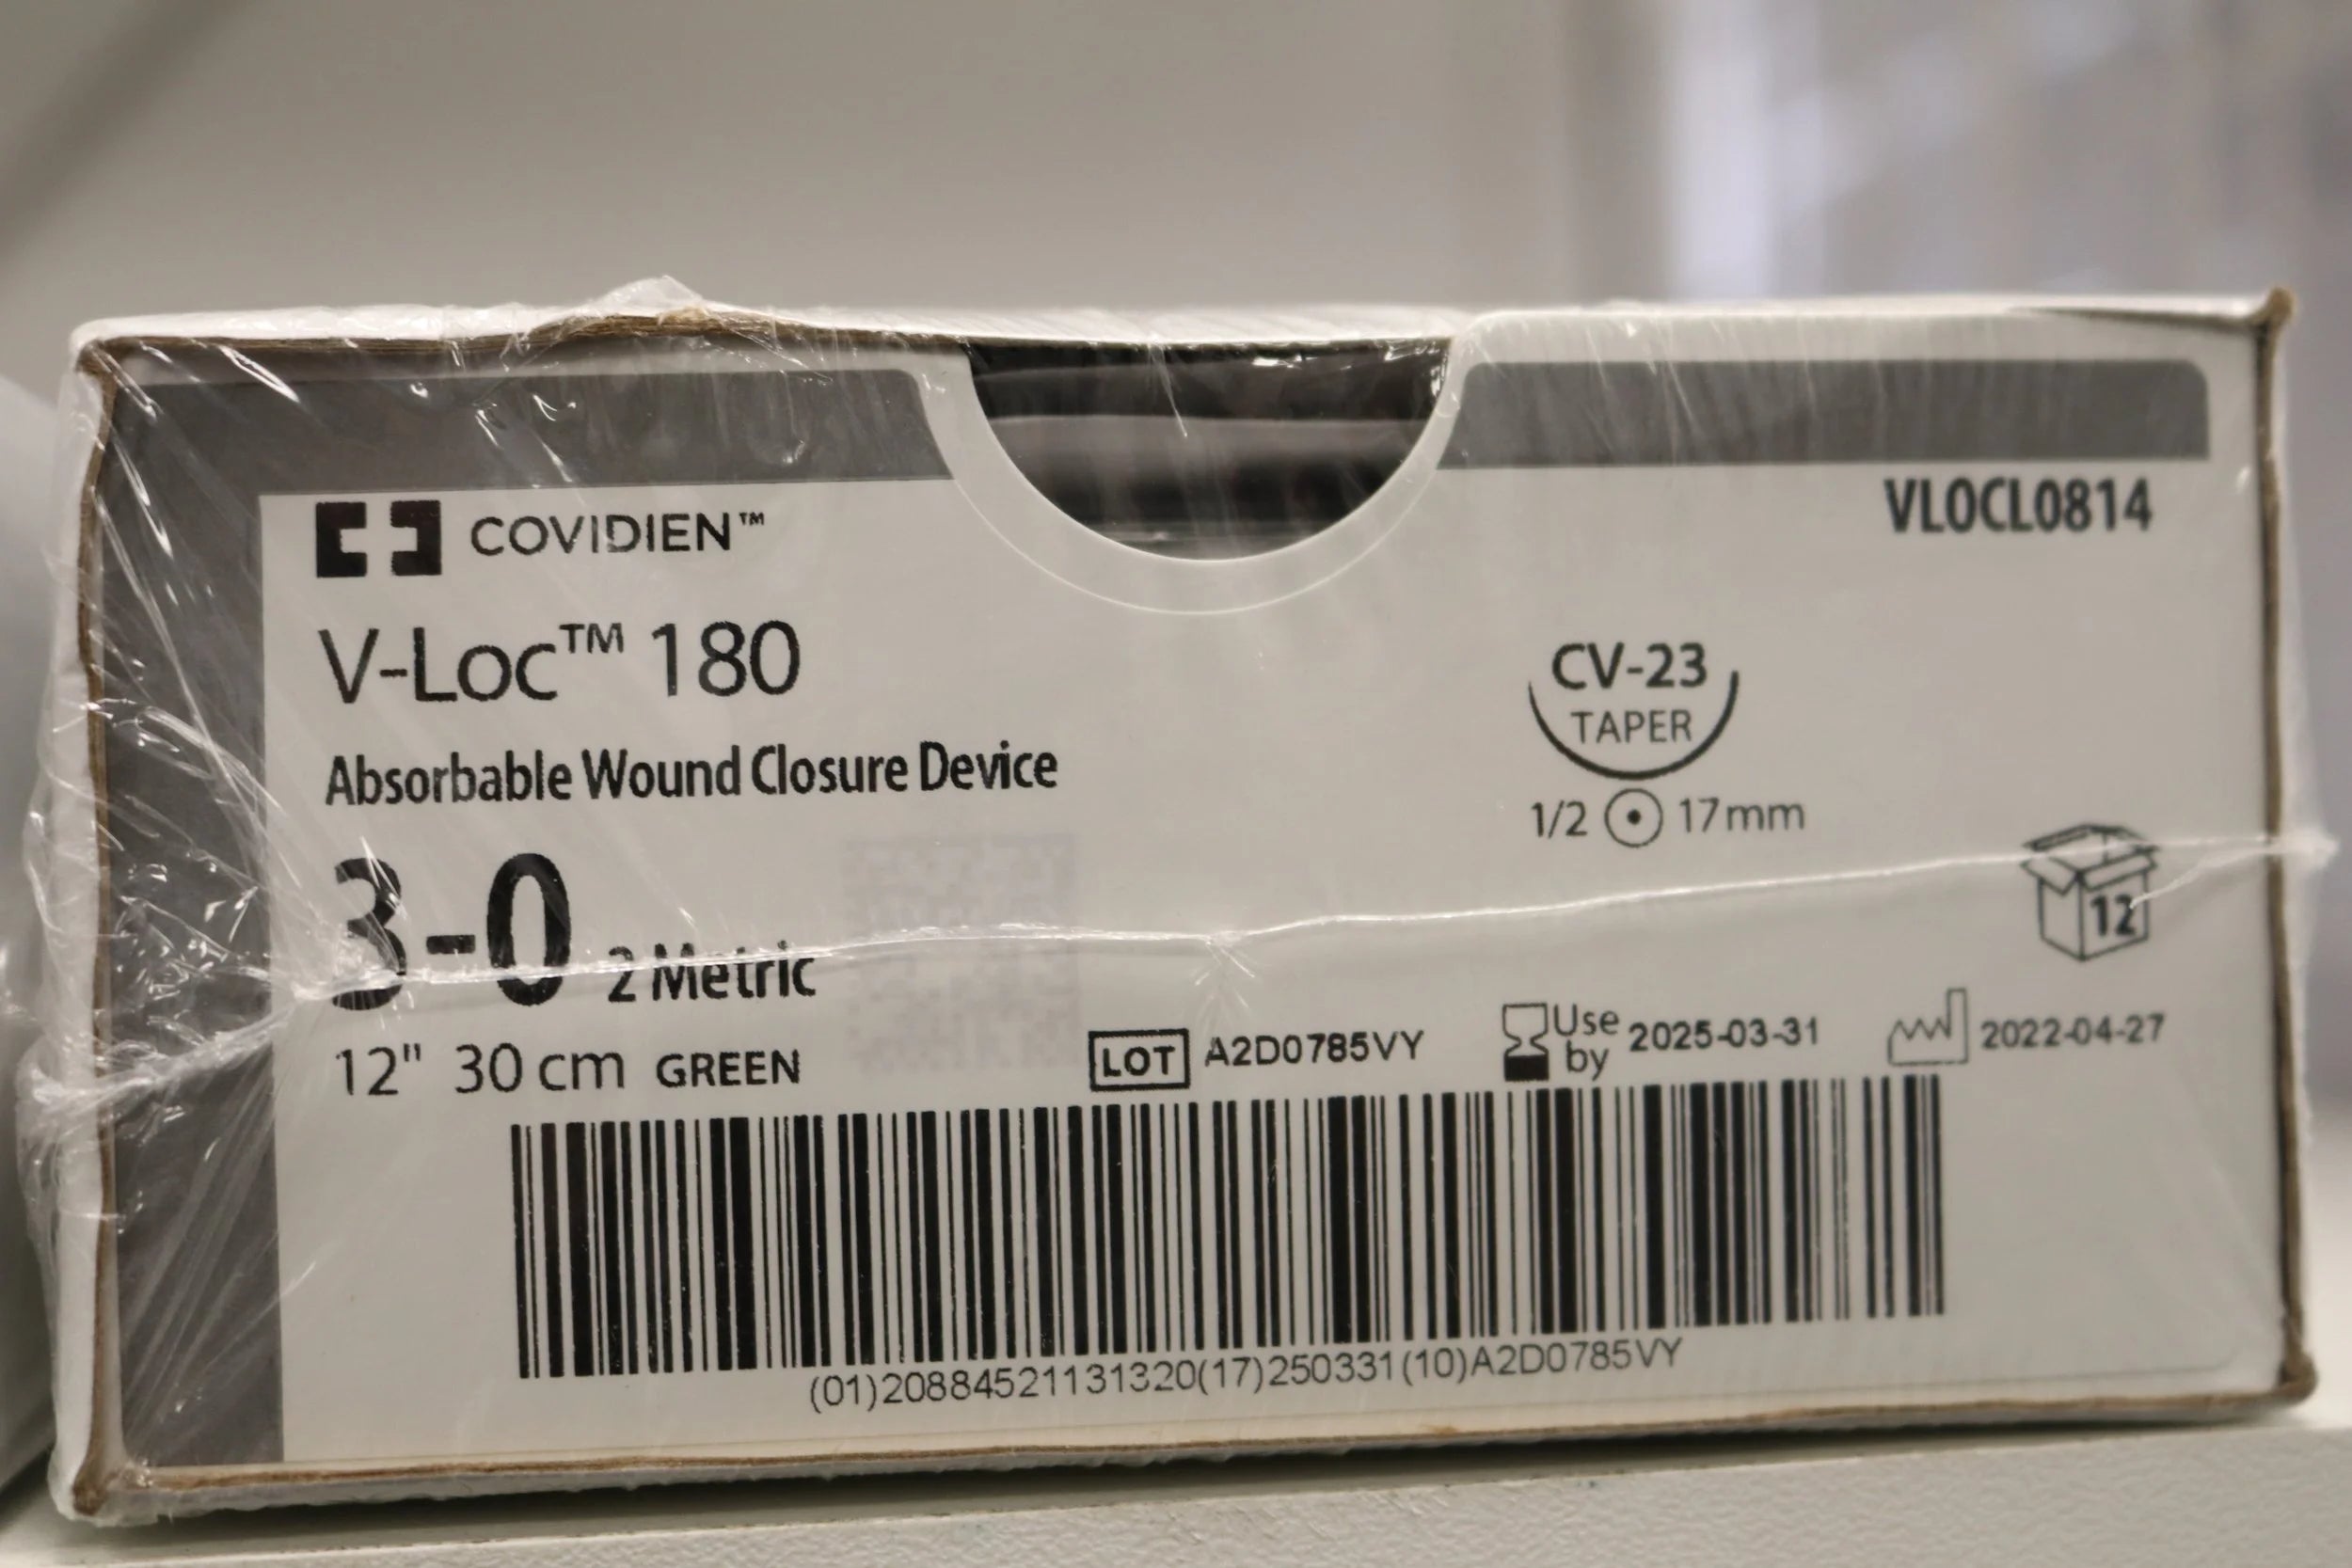 COVIDIEN™
VLOCL0814
V-Loc™ 180
CV-23
TAPER
1/2 17mm
Absorbable Wound Closure Device
3-0 2 Metric
12
12" 30 cm GREEN
LOT A2D0785VY
Use by 2025-03-31
2022-04-27
(01)20884521131320(17)250331(10)A2D0785VY